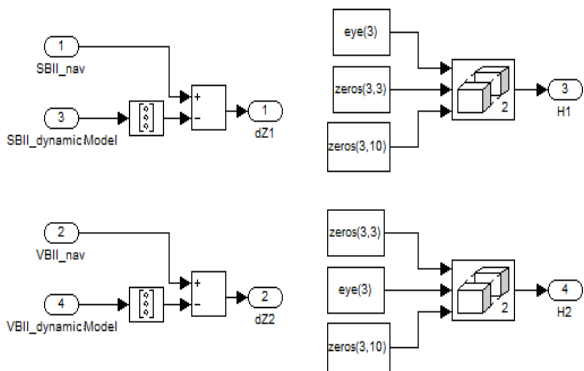 1
SBII_nav
3
SBII_dynamicModel
+
−
1
dZ1
eye(3)
zeros(3,3)
zeros(3,10)
2
3
H1
2
VBII_nav
4
VBII_dynamicModel
+
−
2
dZ2
zeros(3,3)
eye(3)
zeros(3,10)
2
4
H2